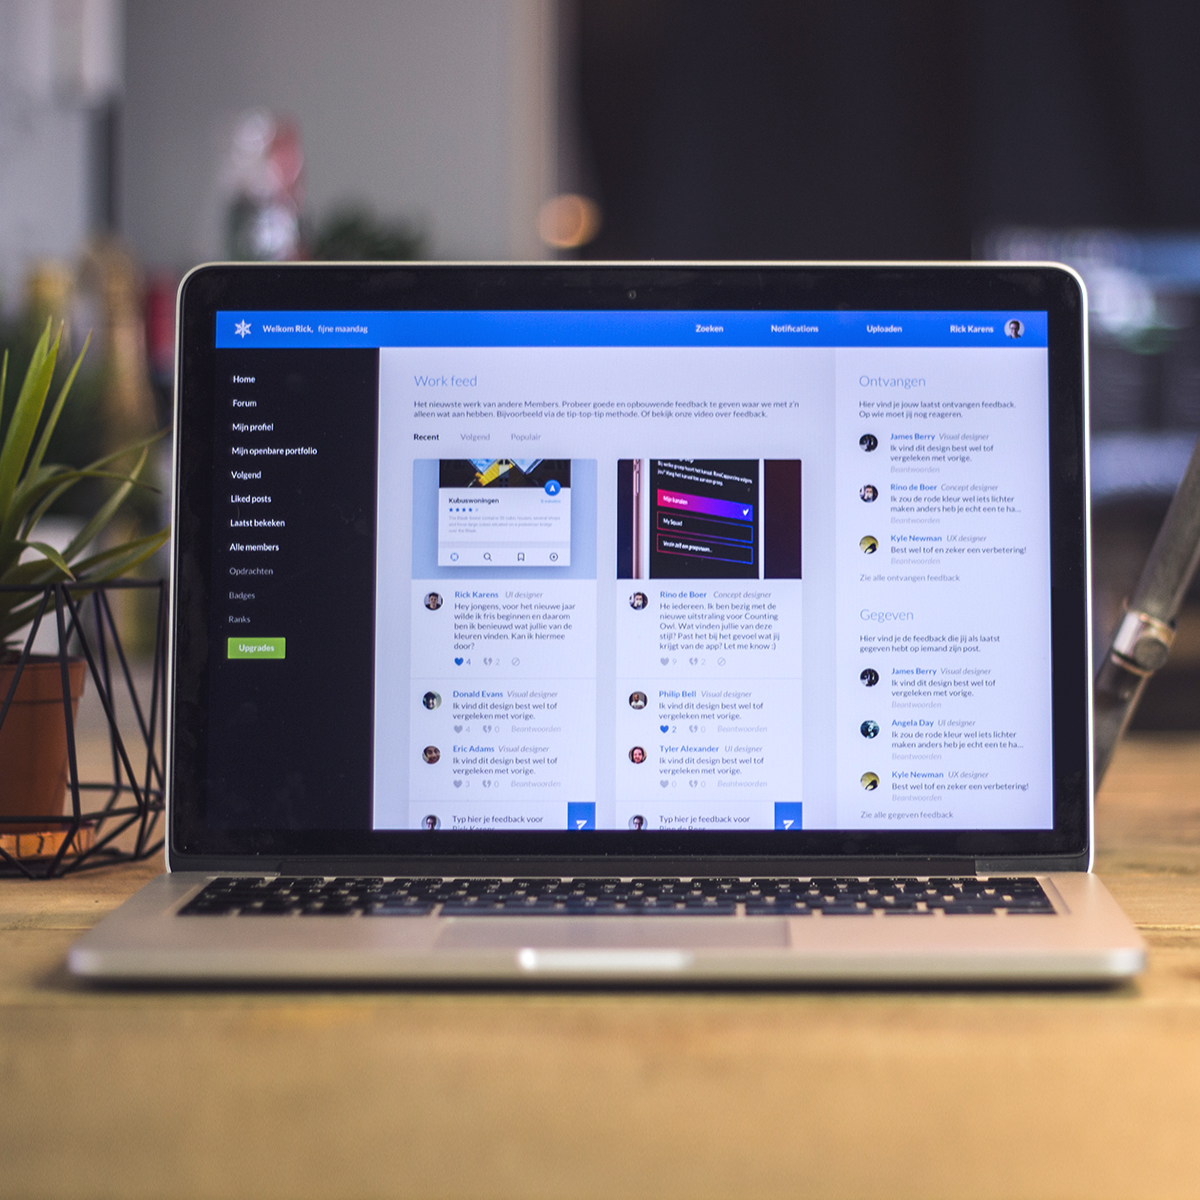 Welkom Rick, fijne maandag
Zoeken
Notifications
Uploaden
Rick Karens
Home
Forum
Mijn profiel
Mijn openbare portfolio
Volgend
Liked posts
Laatst bekeken
Alle members
Opdrachten
Badges
Ranks
Upgrades
Work feed
Het nieuwste werk van andere Members. Probeer goede en opbouwende feedback te geven waar we met z'n
alleen wat aan hebben. Bijvoorbeeld via de tip-top-tip methode. Of bekijk onze video over feedback.
Recent
Volgend
Populair
Kubuswoningen
Rick Karens UI designer
Hey jongens, voor het nieuwe jaar
wilde ik fris beginnen en daarom
ben ik benieuwd wat jullie van de
kleuren vinden. Kan ik hiermee
door?
4 2
Donald Evans Visual designer
Ik vind dit design best wel tof
vergeleken met vorige.
4 0 Beantwoorden
Eric Adams Visual designer
Ik vind dit design best wel tof
vergeleken met vorige.
3 0 Beantwoorden
Typ hier je feedback voor
Rick Karens
Mijn kanalen
My Squad
Rino de Boer Concept designer
He iedereen. Ik ben bezig met de
nieuwe uitstraling voor Counting
Owl. Wat vinden jullie van deze
stijl? Past het bij het gevoel wat jij
krijgt van de app? Let me know :)
9 2
Philip Bell Visual designer
Ik vind dit design best wel tof
vergeleken met vorige.
2 0 Beantwoorden
Tyler Alexander UI designer
Ik vind dit design best wel tof
vergeleken met vorige.
0 0 Beantwoorden
Typ hier je feedback voor
Rino de Boer
Ontvangen
Hier vind je jouw laatst ontvangen feedback.
Op wie moet jij nog reageren.
James Berry Visual designer
Ik vind dit design best wel tof
vergeleken met vorige.
Beantwoorden
Rino de Boer Concept designer
Ik zou de rode kleur wel iets lichter
maken anders heb je echt een te ha...
Beantwoorden
Kyle Newman UX designer
Best wel tof en zeker een verbetering!
Beantwoorden
Zie alle ontvangen feedback
Gegeven
Hier vind je de feedback die jij als laatst
gegeven hebt op iemand zijn post.
James Berry Visual designer
Ik vind dit design best wel tof
vergeleken met vorige.
Beantwoorden
Angela Day UI designer
Ik zou de rode kleur wel iets lichter
maken anders heb je echt een te ha...
Beantwoorden
Kyle Newman UX designer
Best wel tof en zeker een verbetering!
Beantwoorden
Zie alle gegeven feedback